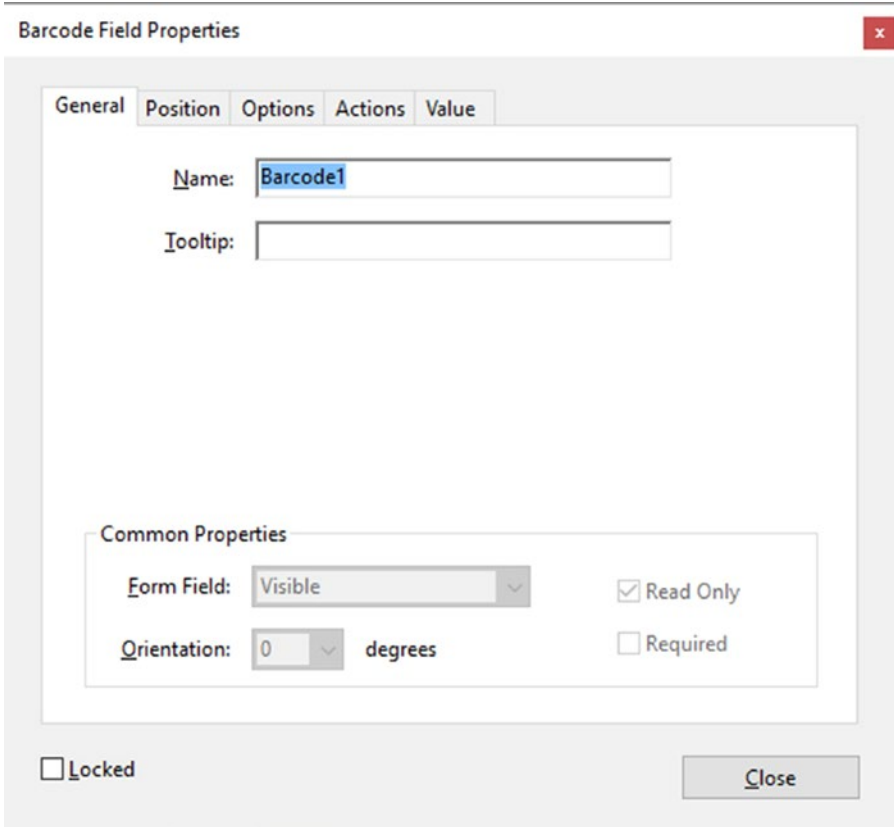 Barcode Field Properties
x
General Position Options Actions Value
Name: Barcode1
Tooltip:
Common Properties
Form Field: Visible Read Only
Orientation: 0 degrees Required
Locked Close